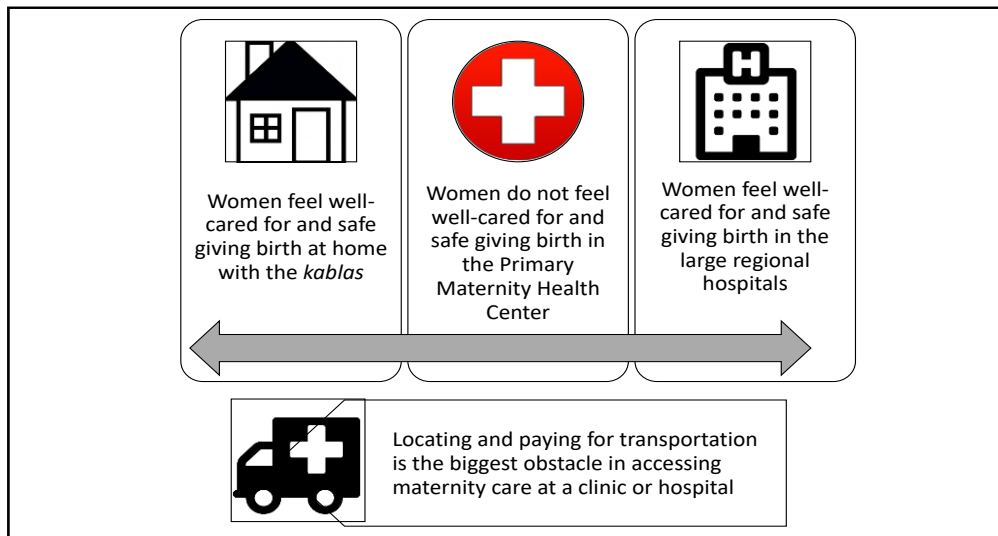 H
Women feel well-
cared for and safe
giving birth at home
with the kablas
Women do not feel
well-cared for and
safe giving birth in
the Primary
Maternity Health
Center
Women feel well-
cared for and safe
giving birth in the
large regional
hospitals
Locating and paying for transportation
is the biggest obstacle in accessing
maternity care at a clinic or hospital